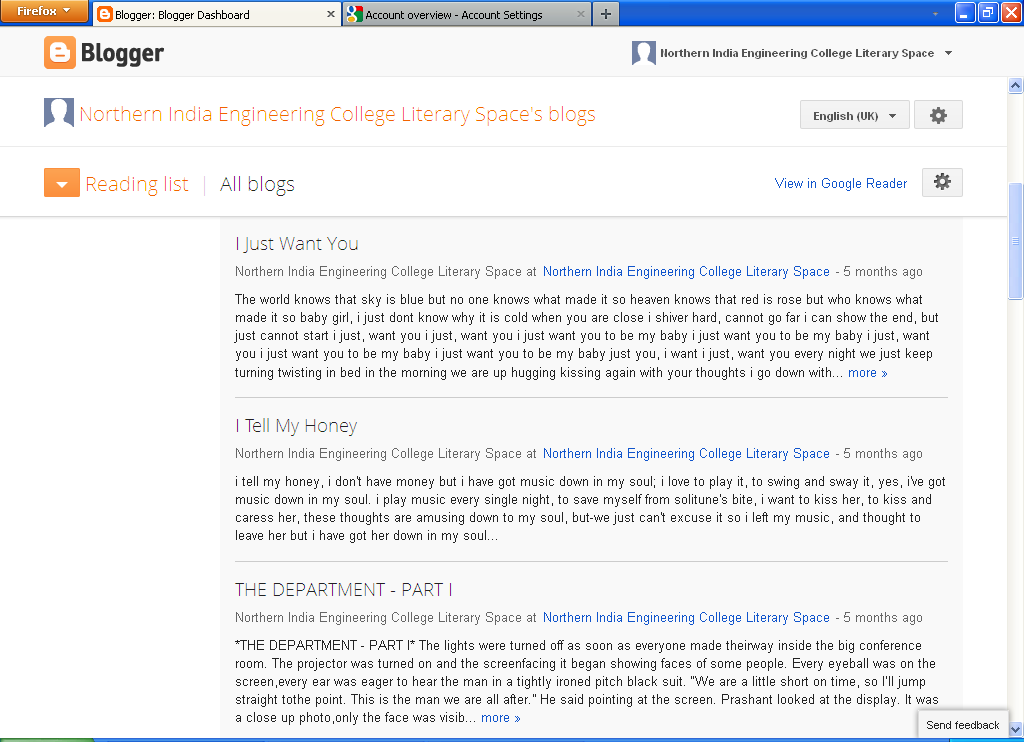 Firefox
Blogger: Blogger Dashboard
Account overview - Account Settings
Blogger
Northern India Engineering College Literary Space
Northern India Engineering College Literary Space's blogs
English (UK)
Reading list | All blogs
View in Google Reader
I Just Want You
Northern India Engineering College Literary Space at Northern India Engineering College Literary Space - 5 months ago
The world knows that sky is blue but no one knows what made it so heaven knows that red is rose but who knows what
made it so baby girl, i just dont know why it is cold when you are close i shiver hard, cannot go far i can show the end, but
just cannot start i just, want you i just, want you i just want you to be my baby i just want you to be my baby i just, want
you i just want you to be my baby i just want you to be my baby just you, i want i just, want you every night we just keep
turning twisting in bed in the morning we are up hugging kissing again with your thoughts i go down with... more »
I Tell My Honey
Northern India Engineering College Literary Space at Northern India Engineering College Literary Space - 5 months ago
i tell my honey, i don't have money but i have got music down in my soul; i love to play it, to swing and sway it, yes, i've got
music down in my soul. i play music every single night, to save myself from solitune's bite, i want to kiss her, to kiss and
caress her, these thoughts are amusing down to my soul, but-we just can't excuse it so i left my music, and thought to
leave her but i have got her down in my soul...
THE DEPARTMENT - PART I
Northern India Engineering College Literary Space at Northern India Engineering College Literary Space - 5 months ago
*THE DEPARTMENT - PART I* The lights were turned off as soon as everyone made theirway inside the big conference
room. The projector was turned on and the screenfacing it began showing faces of some people. Every eyeball was on the
screen,every ear was eager to hear the man in a tightly ironed pitch black suit. "We are a little short on time, so I'll jump
straight tothe point. This is the man we are all after." He said pointing at the screen. Prashant looked at the display. It was
a close up photo,only the face was visib... more »
Send feedback